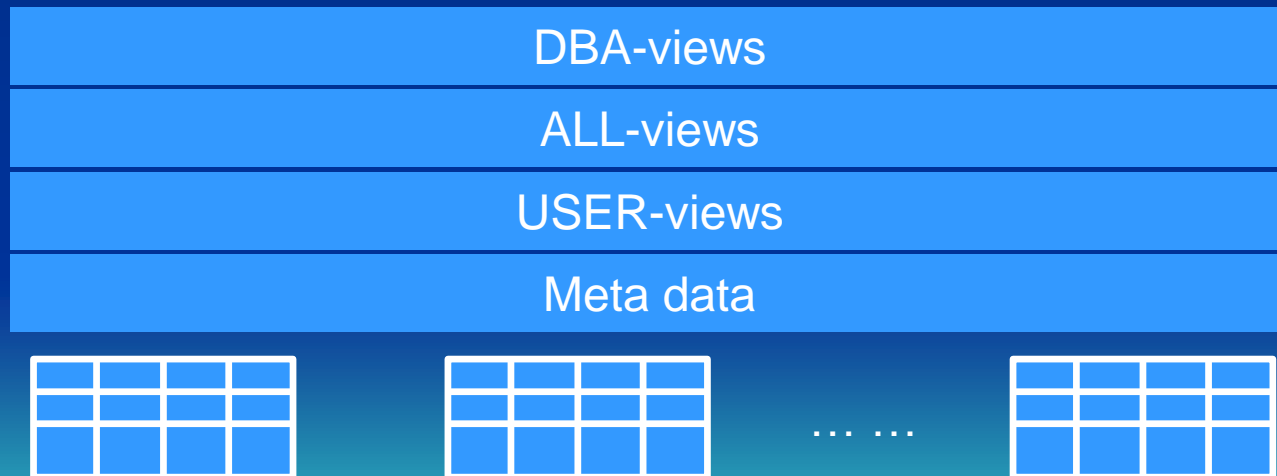 DBA-views
ALL-views
USER-views
Meta data
... ...